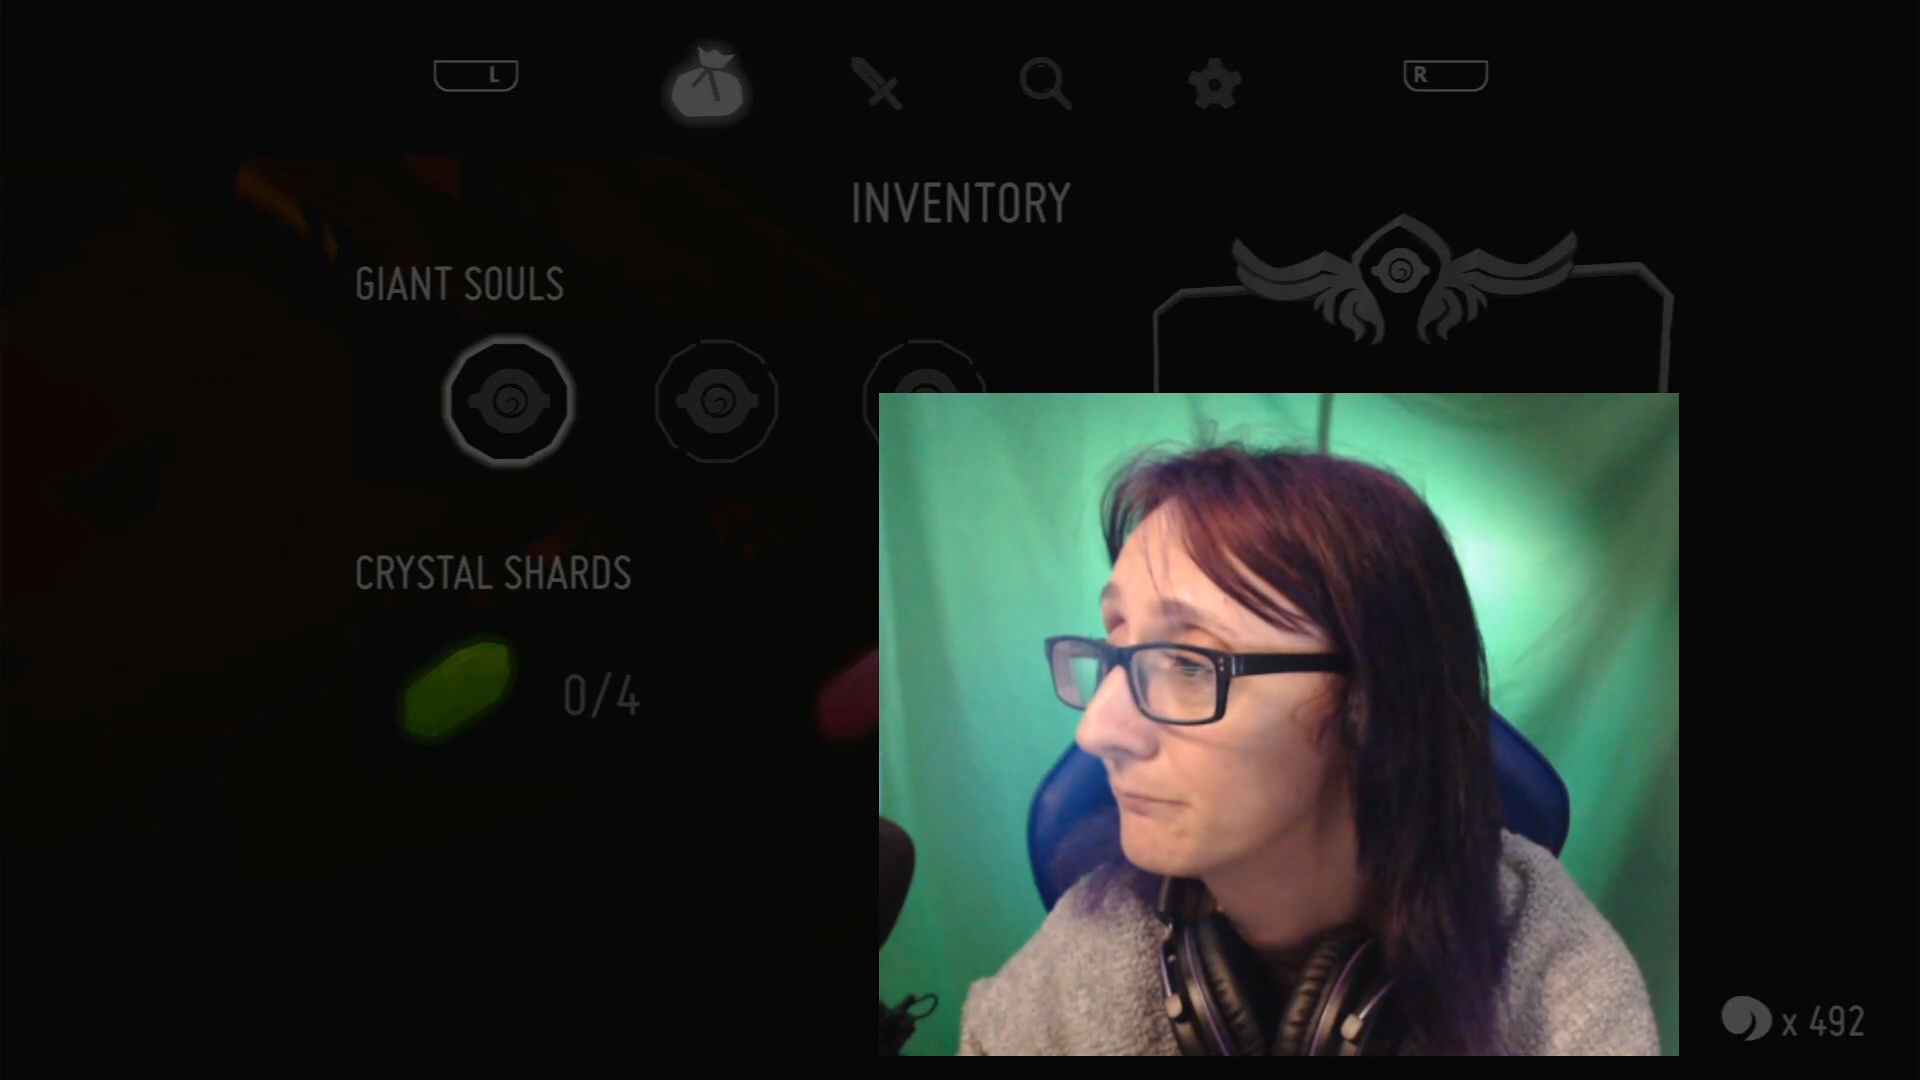 L
R
INVENTORY
GIANT SOULS
CRYSTAL SHARDS
0/4
x 492